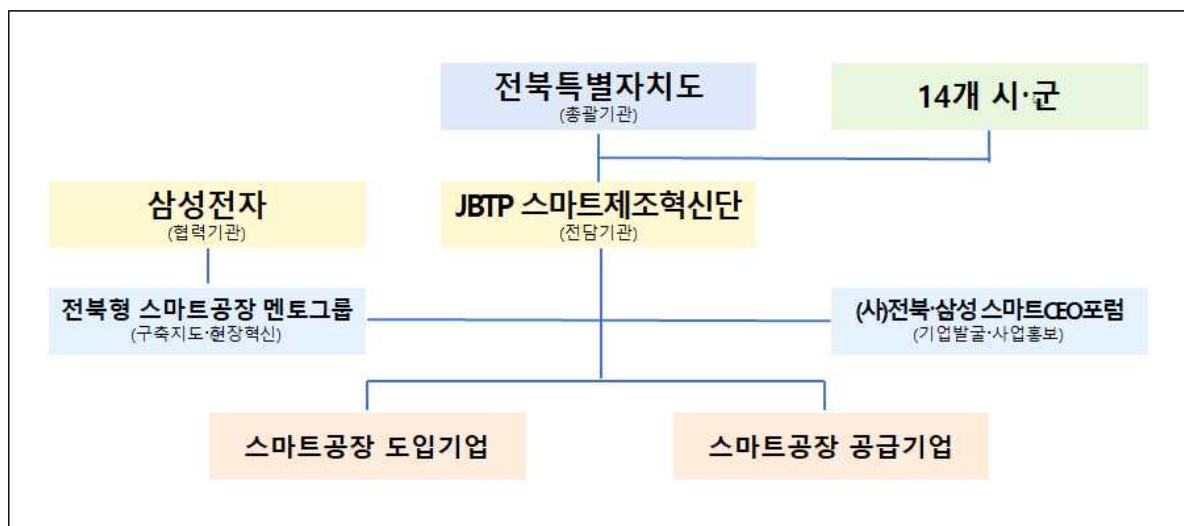 전북특별자치도
(총괄기관)
14개 시·군
삼성전자
(협력기관)
JBTP 스마트제조혁신단
(전담기관)
전북형 스마트공장 멘토그룹
(구축지도·현장혁신)
(사)전북·삼성 스마트CEO포럼
(기업발굴·사업홍보)
스마트공장 도입기업
스마트공장 공급기업